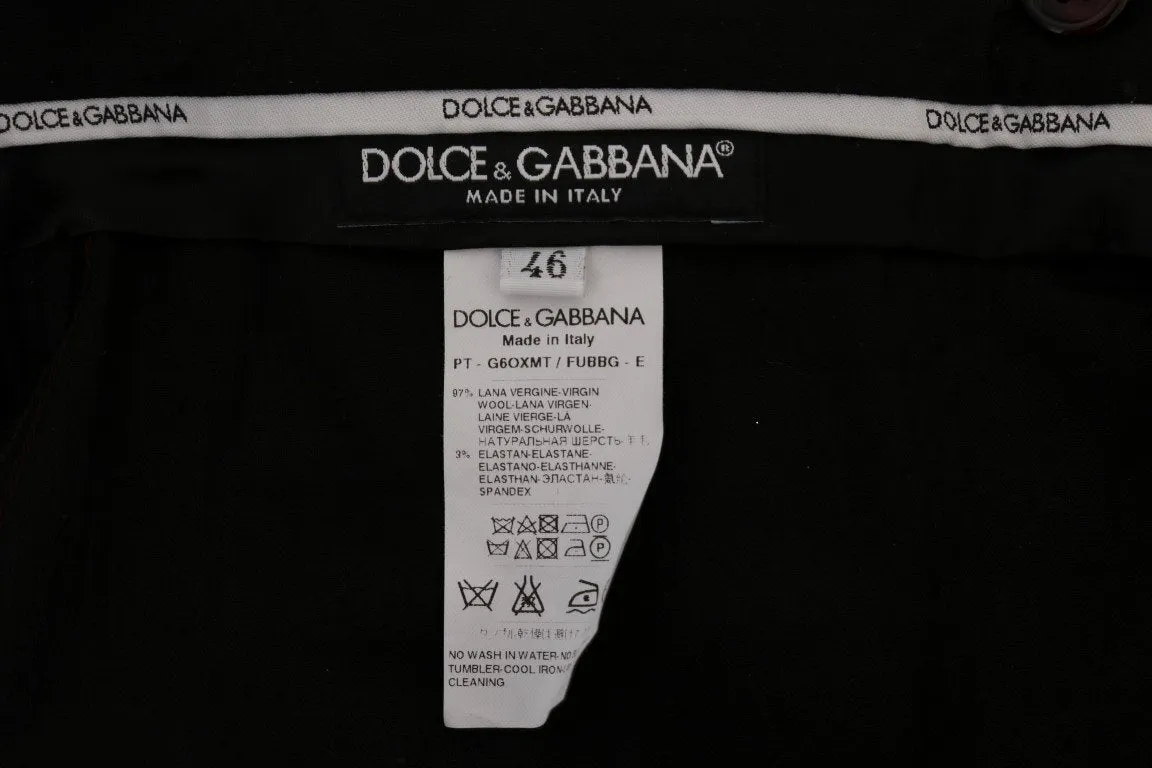 DOLCE&GABBANA DOLCE&GABBANA DOLCE&GABBANA
DOLCE&GABBANA®
MADE IN ITALY
46
DOLCE&GABBANA
Made in Italy
PT - G6OXMT / FUBBG - E
97% LANA VERGINE-VIRGIN
WOOL-LANA VIRGEN-
LAINE VIERGE-LÁ
VIRGEM-SCHURWOLLE-
НАТУРАЛЬНАЯ ШЕРСТЬ-
3% ELASTAN-ELASTANE-
ELASTANO-ELASTHANNE-
ELASTHAN-ЭЛАСТАН-
SPANDEX
P
P
NO WASH IN WATER-NO
TUMBLER-COOL IRON-
CLEANING